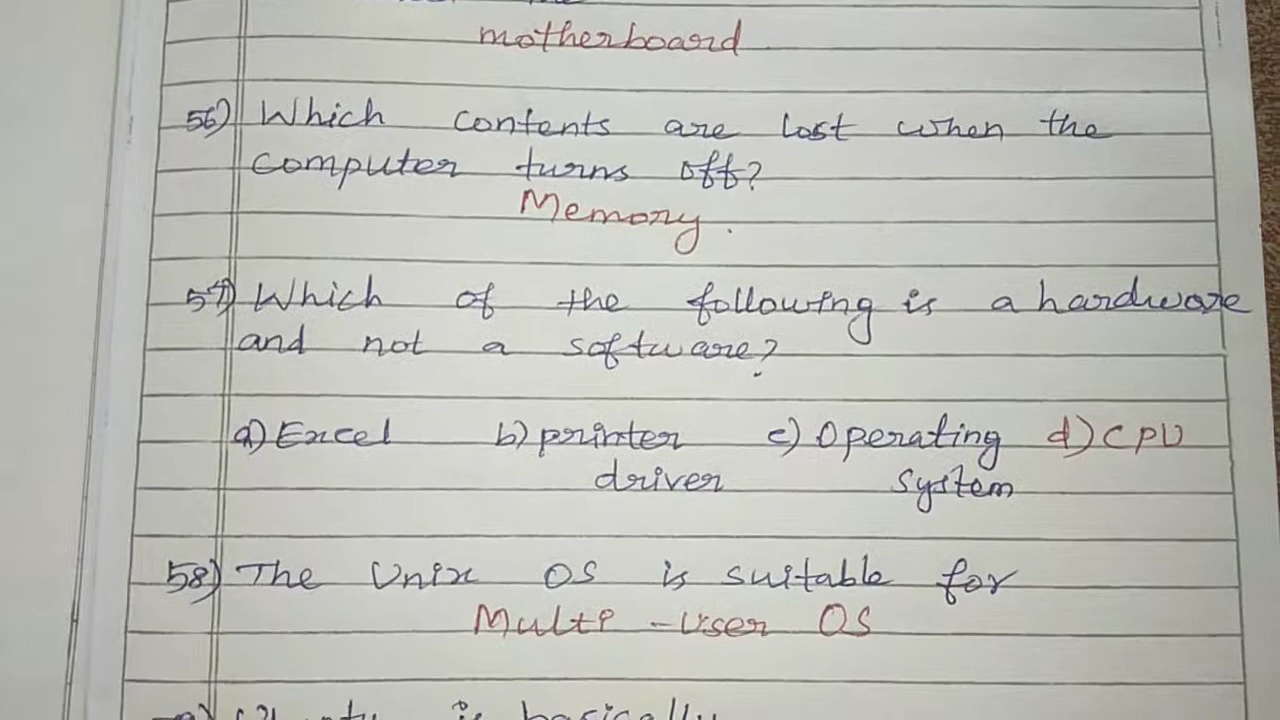 motherboard
56) Which contents are lost when the
computer turns off?
Memory.
57) Which of the following is a hardware
and not a software?
a) Excel b) printer c) Operating d) CPU
driver system
58) The Unix OS is suitable for
Multi-User OS
is basically